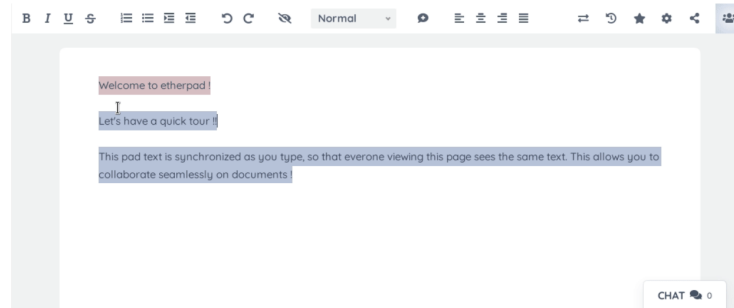 B I U S Normal
Welcome to etherpad !
Let's have a quick tour !!
This pad text is synchronized as you type, so that everone viewing this page sees the same text. This allows you to
collaborate seamlessly on documents !
CHAT 0